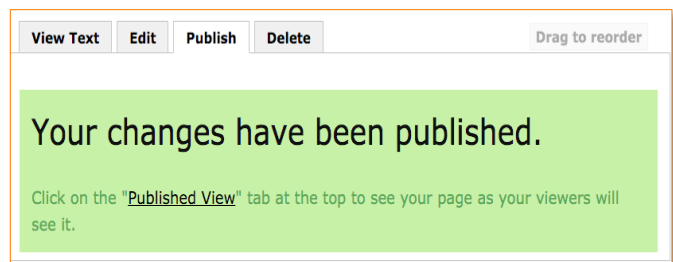 View Text Edit Publish Delete Drag to reorder
Your changes have been published.
Click on the "Published View" tab at the top to see your page as your viewers will
see it.